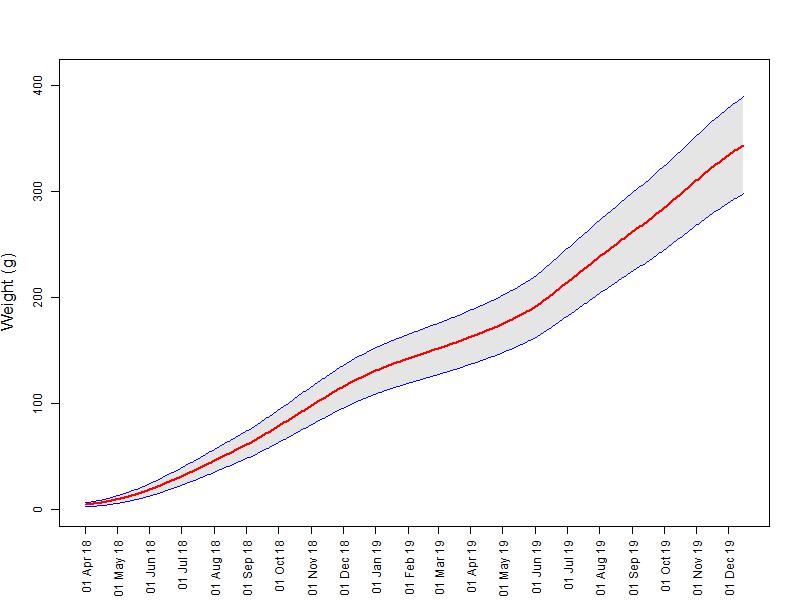 Weight (g)
400
300
200
100
0
01 Apr 18
01 May 18
01 Jun 18
01 Jul 18
01 Aug 18
01 Sep 18
01 Oct 18
01 Nov 18
01 Dec 18
01 Jan 19
01 Feb 19
01 Mar 19
01 Apr 19
01 May 19
01 Jun 19
01 Jul 19
01 Aug 19
01 Sep 19
01 Oct 19
01 Nov 19
01 Dec 19